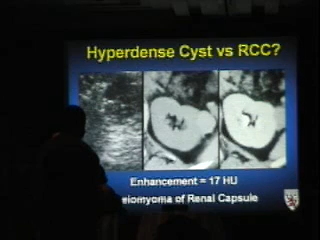 Hyperdense Cyst vs RCC?
Enhancement = 17 HU
eiomyoma of Renal Capsule